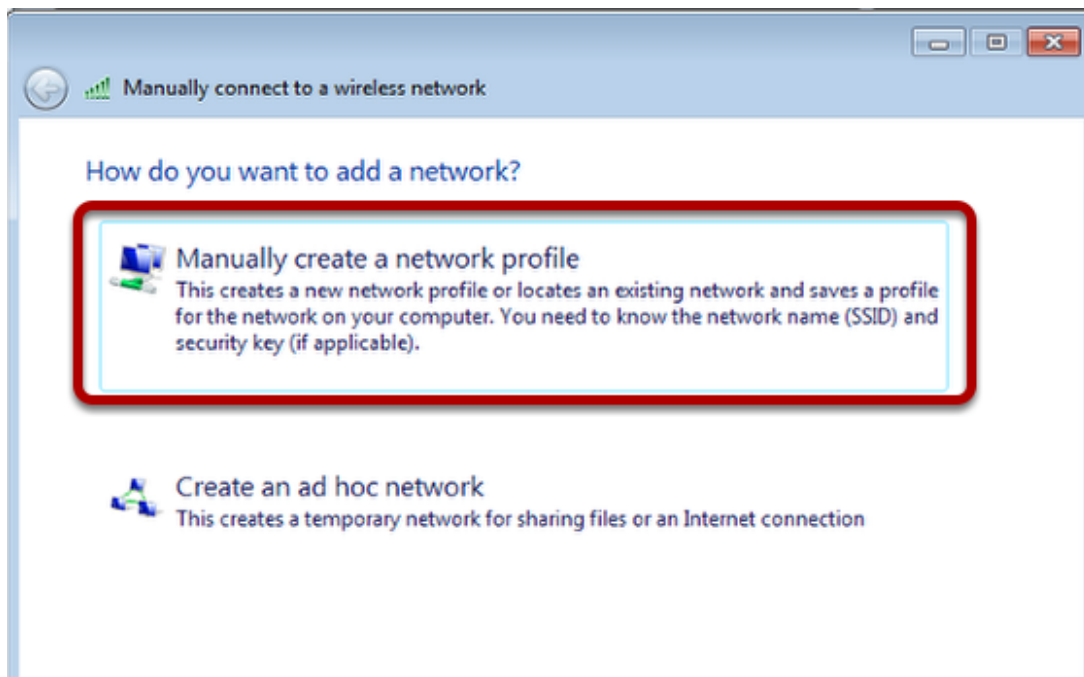 Manually connect to a wireless network
How do you want to add a network?
Manually create a network profile
This creates a new network profile or locates an existing network and saves a profile
for the network on your computer. You need to know the network name (SSID) and
security key (if applicable).
Create an ad hoc network
This creates a temporary network for sharing files or an Internet connection